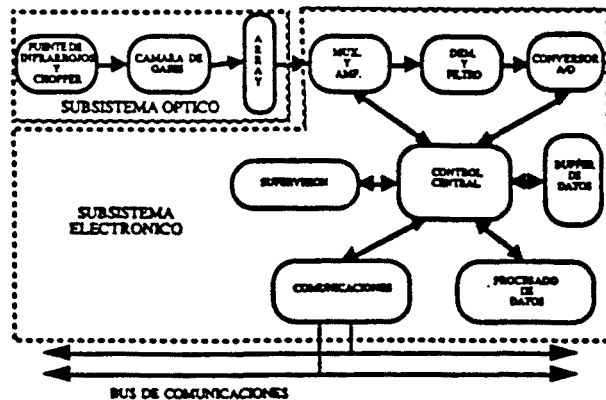 FUENTE DE
INFRARROJOS
Y
CHOPPER
CAMARA DE
GASES
ARRAY
SUBSISTEMA OPTICO
MUX.
Y
AMP.
DEM.
Y
FILTRO
CONVERSOR
A/D
CONTROL
CENTRAL
SUPERVISION
BUFFER
DE
DATOS
SUBSISTEMA
ELECTRONICO
COMUNICACIONES
PROCESADO
DE
DATOS
BUS DE COMUNICACIONES